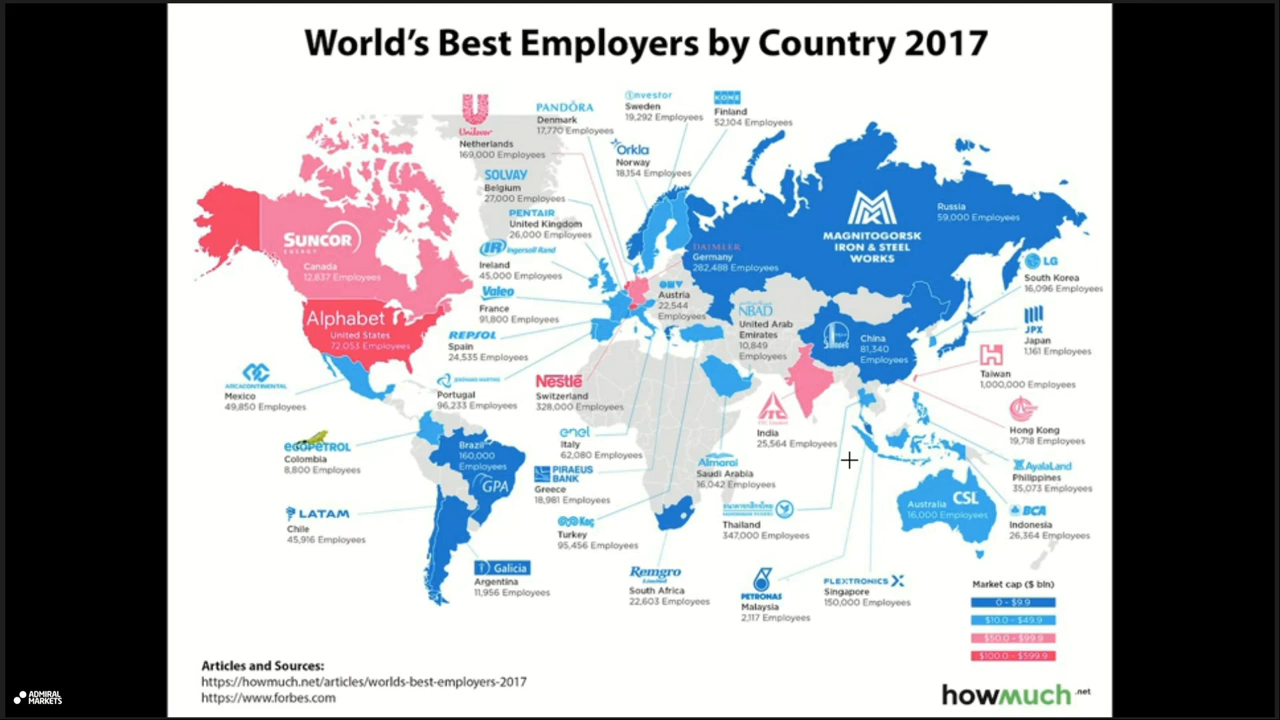 World's Best Employers by Country 2017
Unilever
Netherlands
169,000 Employees
PANDÖRA
Denmark
17,770 Employees
Investor
Sweden
19,292 Employees
KONE
Finland
52,104 Employees
Orkla
Norway
18,154 Employees
SOLVAY
Belgium
27,000 Employees
PENTAIR
United Kingdom
26,000 Employees
IR Ingersoll Rand
Ireland
45,000 Employees
Valeo
France
91,800 Employees
REPSOL
Spain
24,535 Employees
JERÓNIMO MARTINS
Portugal
96,233 Employees
SUNCOR
ENERGY
Canada
12,837 Employees
Alphabet
United States
72,053 Employees
DAIMLER
Germany
282,488 Employees
OMV
Austria
22,544
Employees
MAGNITOGORSK
IRON & STEEL
WORKS
Russia
59,000 Employees
LG
South Korea
16,096 Employees
JPX
Japan
1,161 Employees
NBAD
United Arab
Emirates
10,849
Employees
China
81,340
Employees
Taiwan
1,000,000 Employees
ARCACONTINENTAL
Mexico
49,850 Employees
Nestle
Switzerland
328,000 Employees
ITC Limited
India
25,564 Employees
Hong Kong
19,718 Employees
ecopetrol
Colombia
8,800 Employees
Brazil
160,000
Employees
GPA
enel
Italy
62,080 Employees
PIRAEUS
BANK
Greece
18,981 Employees
Almarai
Saudi Arabia
16,042 Employees
AyalaLand
Philippines
35,073 Employees
LATAM
Chile
45,916 Employees
Koç
Turkey
95,456 Employees
Thailand
347,000 Employees
Australia
16,000 Employees
CSL
BCA
Indonesia
26,364 Employees
Galicia
Argentina
11,956 Employees
Remgro
Limited
South Africa
22,603 Employees
PETRONAS
Malaysia
2,117 Employees
FLEXTRONICS
Singapore
150,000 Employees
Market cap ($ bln)
0 - $9.9
$10.0 - $49.9
$50.0 - $99.9
$100.0 - $599.9
Articles and Sources:
https://howmuch.net/articles/worlds-best-employers-2017
https://www.forbes.com
howmuch.net
ADMIRAL
MARKETS